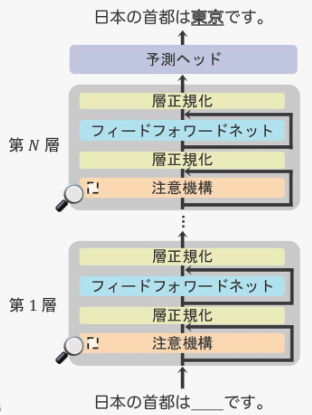 日本の首都は東京です。
予測ヘッド
層正規化
フィードフォワードネット
層正規化
第 N 層
注意機構
⋮
層正規化
フィードフォワードネット
第 1 層
層正規化
注意機構
日本の首都は____です。